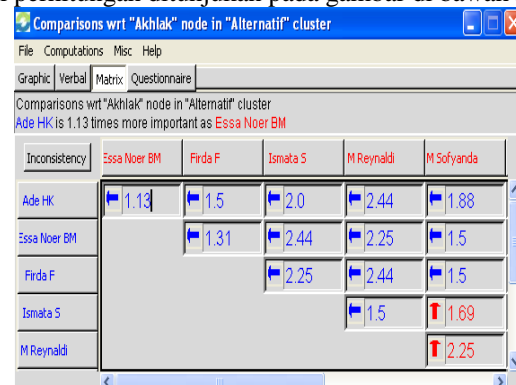 Comparisons wrt "Akhlak" node in "Alternatif" cluster
File Computations Misc Help
Graphic Verbal Matrix Questionnaire
Comparisons wrt "Akhlak" node in "Alternatif" cluster
Ade HK is 1.13 times more important as Essa Noer BM
Inconsistency Essa Noer BM Firda F Ismata S M Reynaldi M Sofyanda
Ade HK 1.13 1.5 2.0 2.44 1.88
Essa Noer BM 1.31 2.44 2.25 1.5
Firda F 2.25 2.44 1.5
Ismata S 1.5 1.69
M Reynaldi 2.25